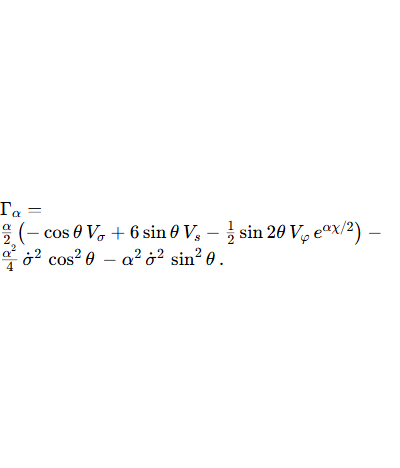 Γ_α =
α/2 (− cos θ V_σ + 6 sin θ V_s − 1/2 sin 2θ V_φ e^{αχ/2}) −
α²/4 σ̇² cos² θ − α² σ̇² sin² θ .